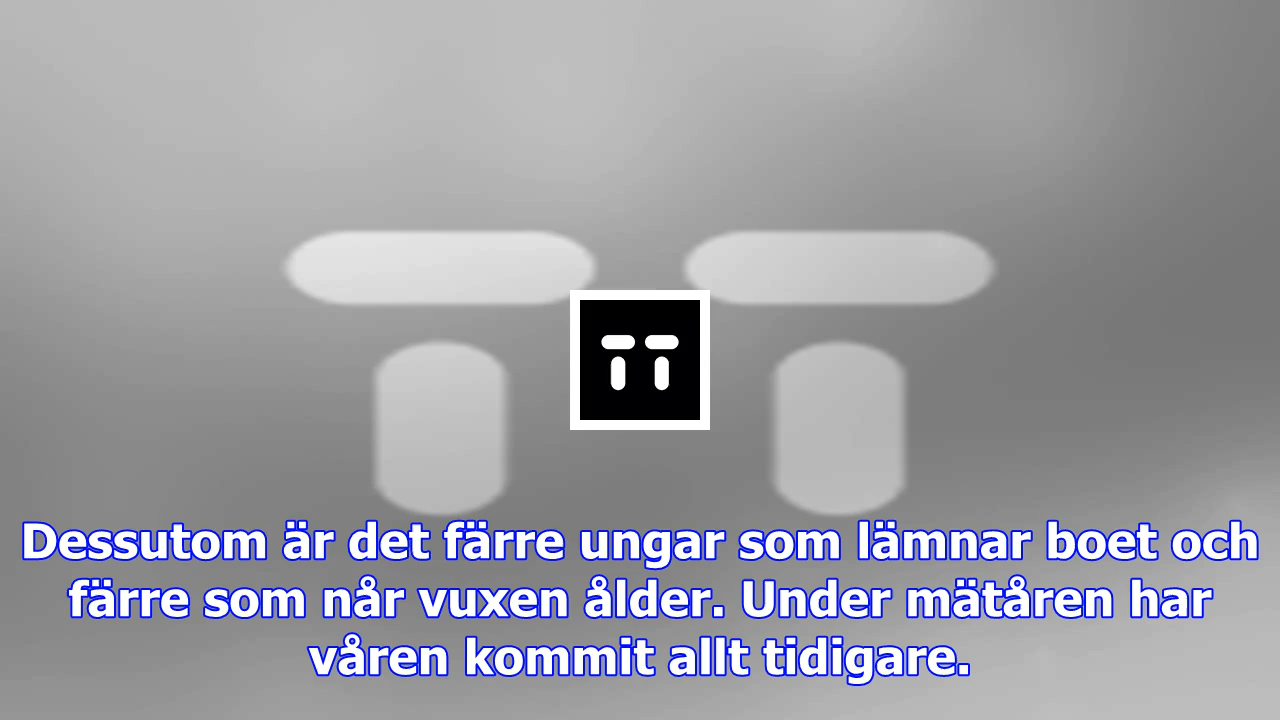 Dessutom är det färre ungar som lämnar boet och
färre som når vuxen ålder. Under mätåren har
våren kommit allt tidigare.